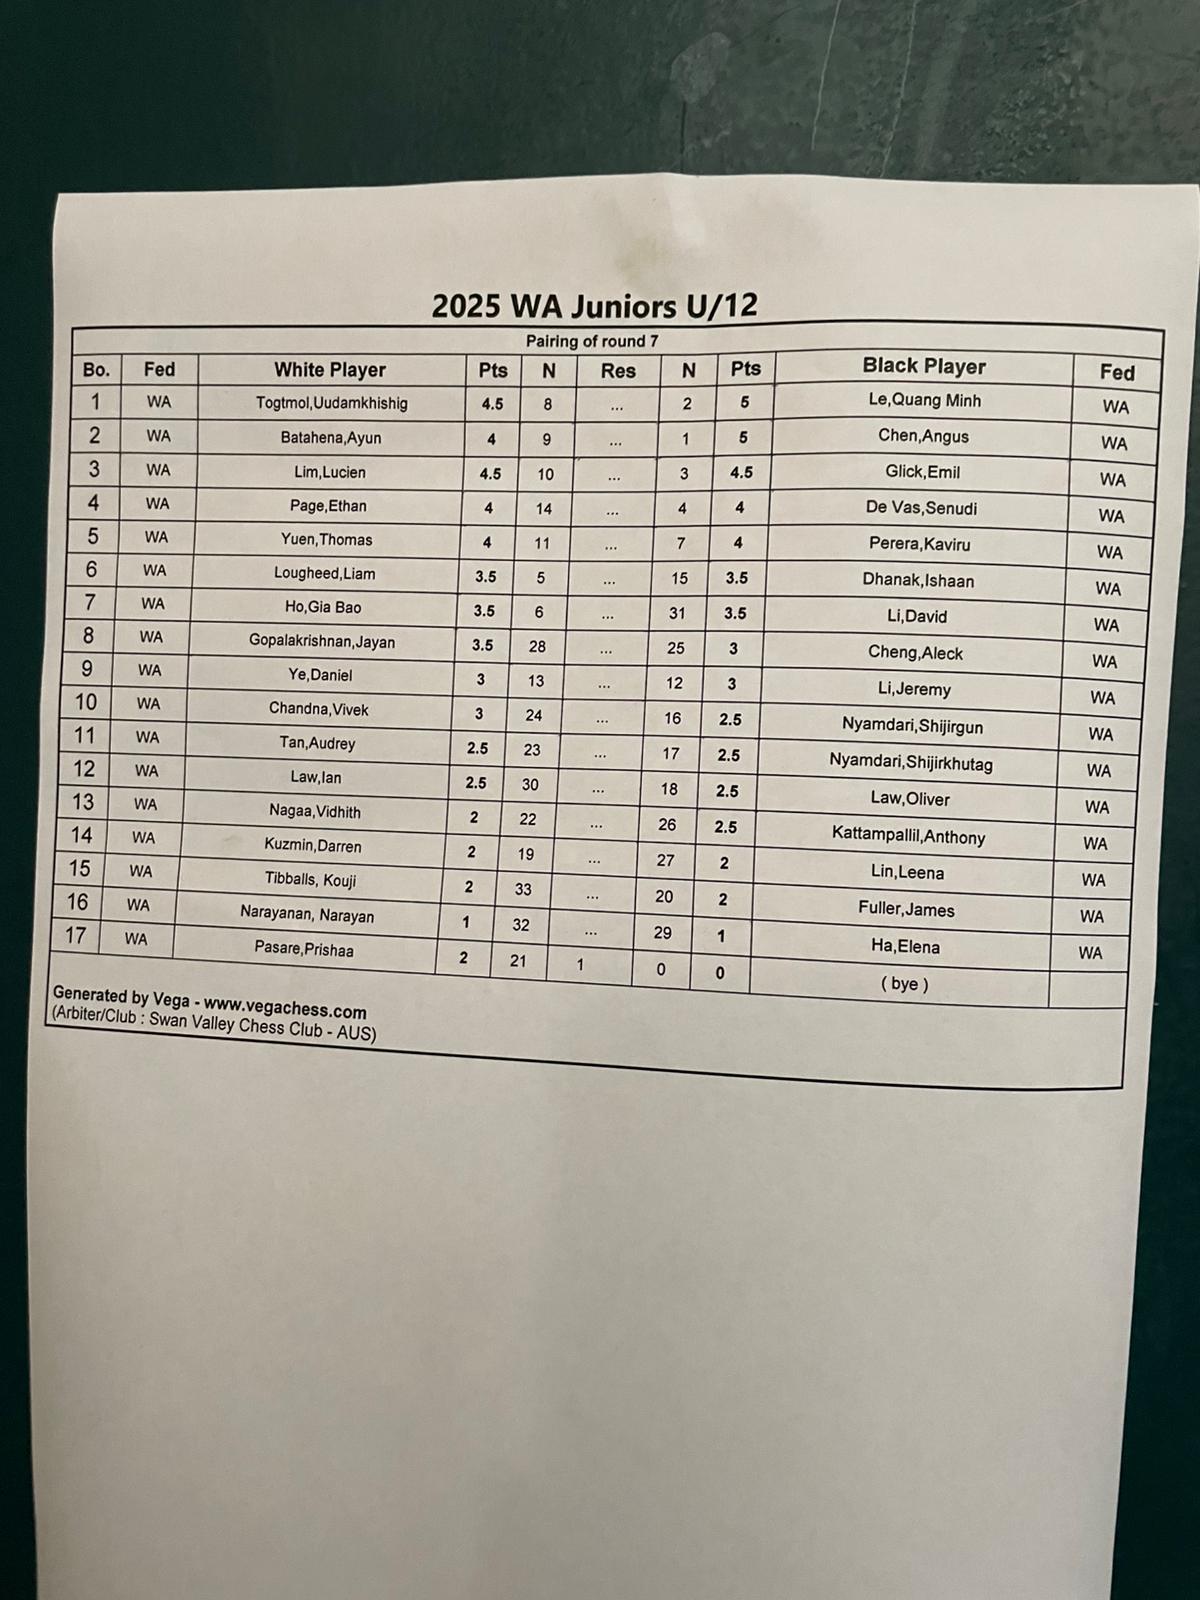 2025 WA Juniors U/12
Pairing of round 7
Bo. Fed White Player Pts N Res N Pts Black Player Fed
1 WA Togtmol,Uudamkhishig 4.5 8 ... 2 5 Le,Quang Minh WA
2 WA Batahena,Ayun 4 9 ... 1 5 Chen,Angus WA
3 WA Lim,Lucien 4.5 10 ... 3 4.5 Glick,Emil WA
4 WA Page,Ethan 4 14 ... 4 4 De Vas,Senudi WA
5 WA Yuen,Thomas 4 11 ... 7 4 Perera,Kaviru WA
6 WA Lougheed,Liam 3.5 5 ... 15 3.5 Dhanak,Ishaan WA
7 WA Ho,Gia Bao 3.5 6 ... 31 3.5 Li,David WA
8 WA Gopalakrishnan,Jayan 3.5 28 ... 25 3 Cheng,Aleck WA
9 WA Ye,Daniel 3 13 ... 12 3 Li,Jeremy WA
10 WA Chandna,Vivek 3 24 ... 16 2.5 Nyamdari,Shijirgun WA
11 WA Tan,Audrey 2.5 23 ... 17 2.5 Nyamdari,Shijirkhutag WA
12 WA Law,Ian 2.5 30 ... 18 2.5 Law,Oliver WA
13 WA Nagaa,Vidhith 2 22 ... 26 2.5 Kattampallil,Anthony WA
14 WA Kuzmin,Darren 2 19 ... 27 2 Lin,Leena WA
15 WA Tibballs, Kouji 2 33 ... 20 2 Fuller,James WA
16 WA Narayanan, Narayan 1 32 ... 29 1 Ha,Elena WA
17 WA Pasare,Prishaa 2 21 1 0 0 ( bye )
Generated by Vega - www.vegachess.com
(Arbiter/Club : Swan Valley Chess Club - AUS)